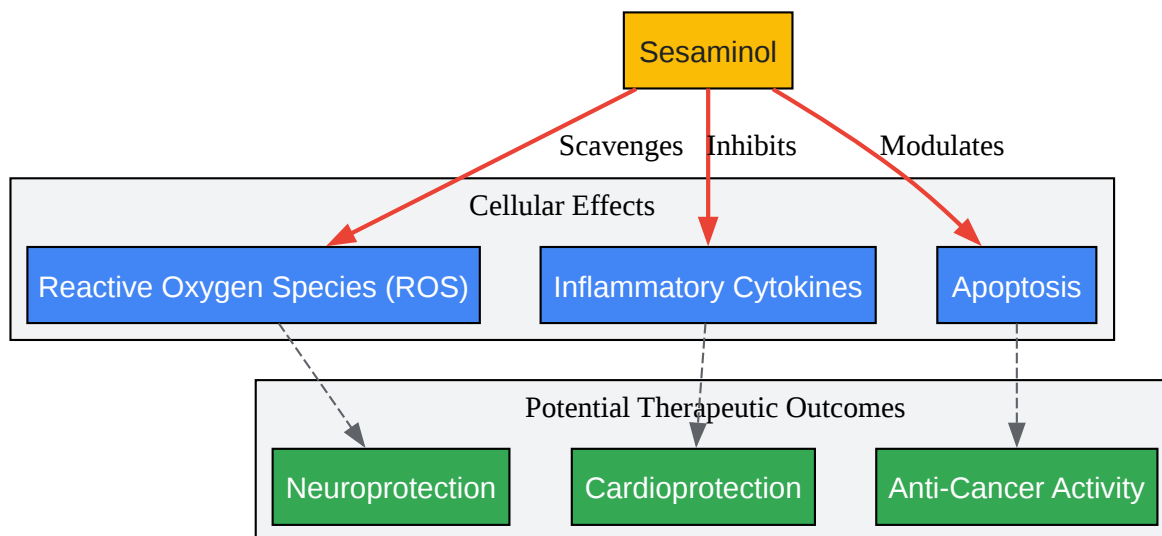 Sesaminol
Scavenges
Inhibits
Modulates
Cellular Effects
Reactive Oxygen Species (ROS)
Inflammatory Cytokines
Apoptosis
Potential Therapeutic Outcomes
Neuroprotection
Cardioprotection
Anti-Cancer Activity